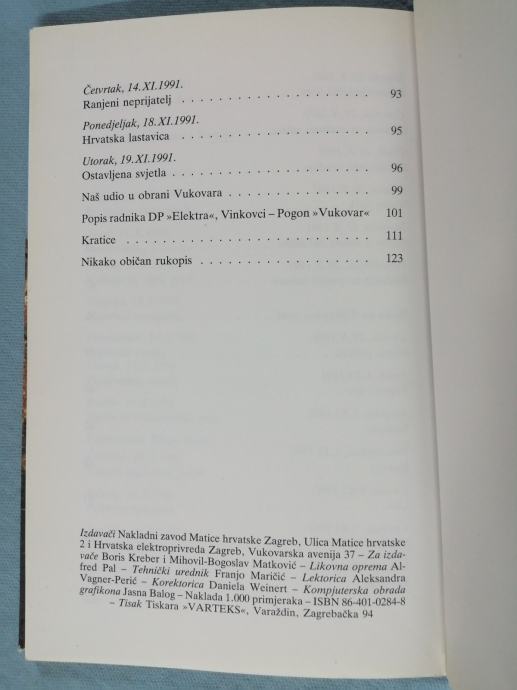 Četvrtak, 14.XI.1991.
Ranjeni neprijatelj . . . . . . . . . . . . . . . . . . . . 93
Ponedjeljak, 18.XI.1991.
Hrvatska lastavica . . . . . . . . . . . . . . . . . . . . 95
Utorak, 19.XI.1991.
Ostavljena svjetla . . . . . . . . . . . . . . . . . . . . 96
Naš udio u obrani Vukovara . . . . . . . . . . . . . . . 99
Popis radnika DP »Elektra«, Vinkovci – Pogon »Vukovar« 101
Kratice . . . . . . . . . . . . . . . . . . . . . . . . . 111
Nikako običan rukopis . . . . . . . . . . . . . . . . . . 123
Izdavači Nakladni zavod Matice hrvatske Zagreb, Ulica Matice hrvatske
2 i Hrvatska elektroprivreda Zagreb, Vukovarska avenija 37 – Za izda-
vače Boris Kreber i Mihovil-Bogoslav Matković – Likovna oprema Al-
fred Pal – Tehnički urednik Franjo Maričić – Lektorica Aleksandra
Vagner-Perić – Korektorica Daniela Weinert – Kompjuterska obrada
grafikona Jasna Balog – Naklada 1.000 primjeraka – ISBN 86-401-0284-8
– Tisak Tiskara »VARTEKS«, Varaždin, Zagrebačka 94